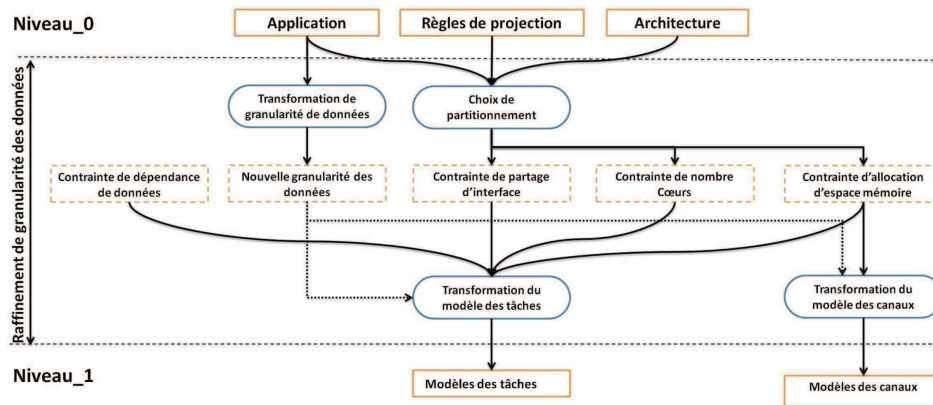 Niveau_0
Application
Règles de projection
Architecture
Raffinement de granularité des données
Transformation de
granularité de données
Choix de
partitionnement
Contrainte de dépendance
de données
Nouvelle granularité des
données
Contrainte de partage
d'interface
Contrainte de nombre
Cœurs
Contrainte d'allocation
d'espace mémoire
Transformation du
modèle des tâches
Transformation du
modèle des canaux
Niveau_1
Modèles des tâches
Modèles des canaux